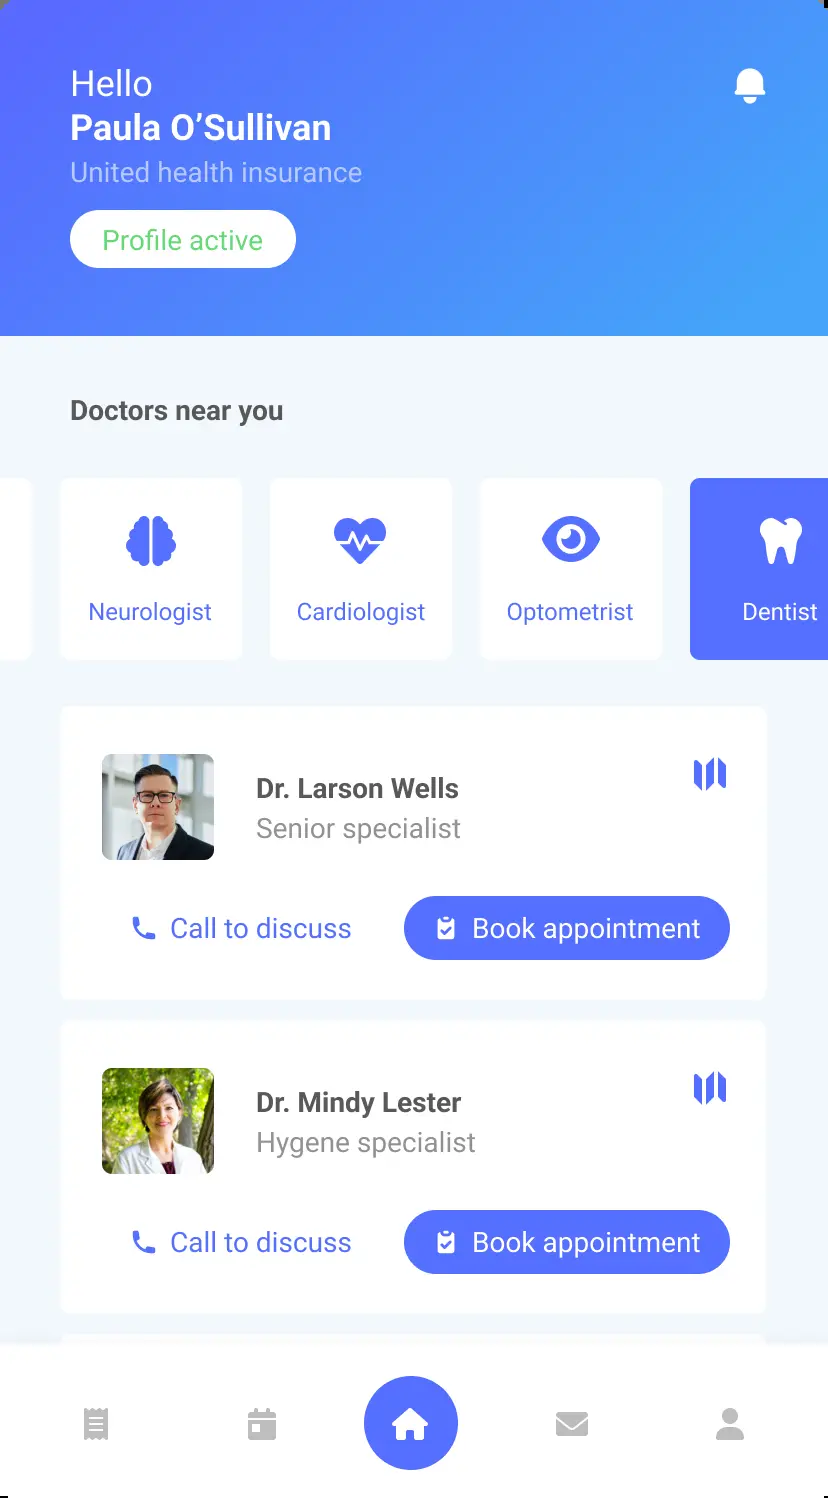 Hello
Paula O’Sullivan
United health insurance
Profile active
Doctors near you
Neurologist
Cardiologist
Optometrist
Dentist
Dr. Larson Wells
Senior specialist
Call to discuss
Book appointment
Dr. Mindy Lester
Hygene specialist
Call to discuss
Book appointment